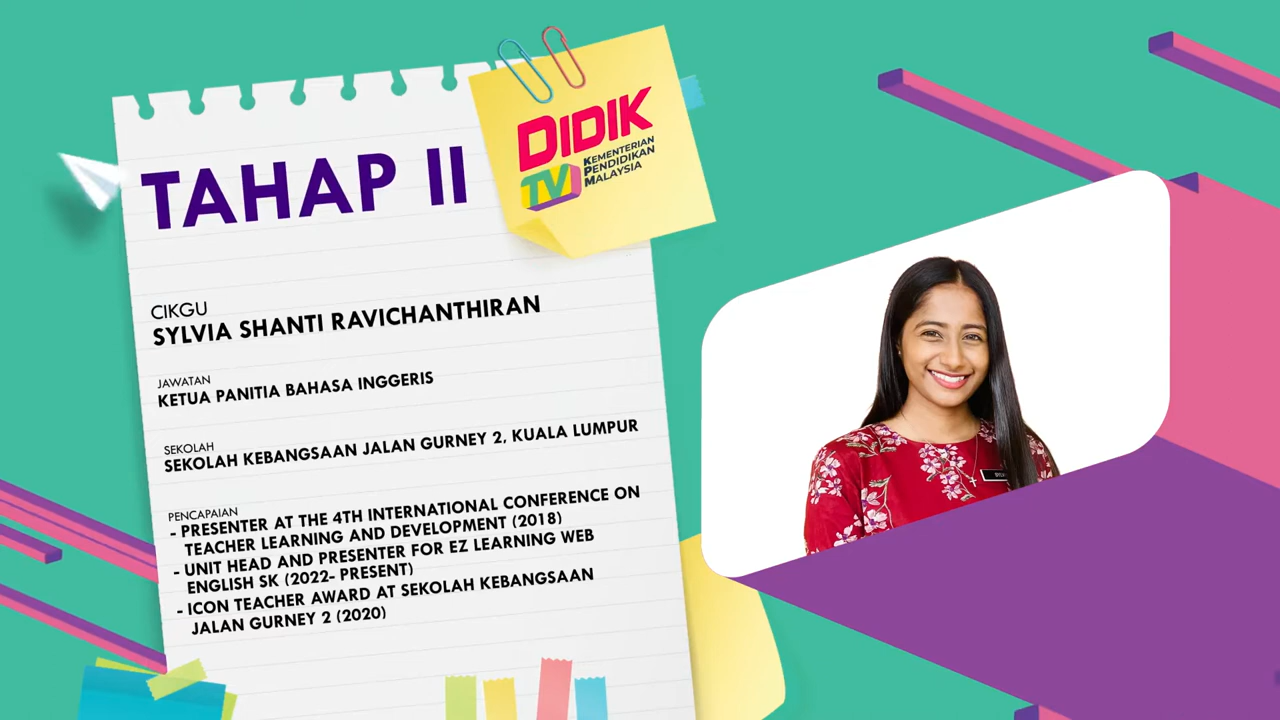 TAHAP II
DIDIK
TV
KEMENTERIAN
PENDIDIKAN
MALAYSIA
CIKGU
SYLVIA SHANTI RAVICHANTHIRAN
JAWATAN
KETUA PANITIA BAHASA INGGERIS
SEKOLAH
SEKOLAH KEBANGSAAN JALAN GURNEY 2, KUALA LUMPUR
PENCAPAIAN
- PRESENTER AT THE 4TH INTERNATIONAL CONFERENCE ON
TEACHER LEARNING AND DEVELOPMENT (2018)
- UNIT HEAD AND PRESENTER FOR EZ LEARNING WEB
ENGLISH SK (2022- PRESENT)
- ICON TEACHER AWARD AT SEKOLAH KEBANGSAAN
JALAN GURNEY 2 (2020)